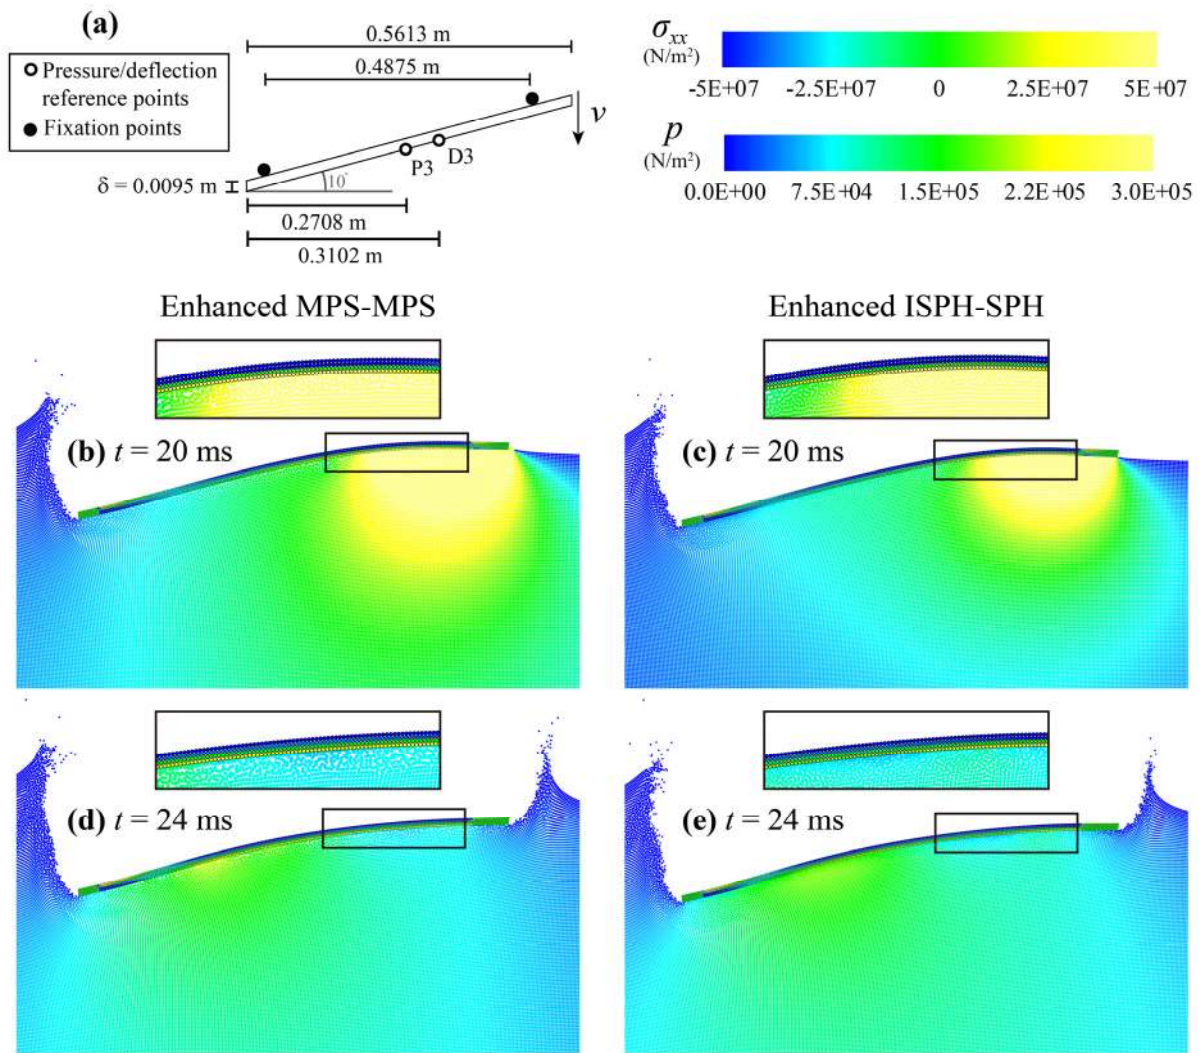 (a)
0.5613 m
0.4875 m
Pressure/deflection
reference points
Fixation points
v
P3
D3
δ = 0.0095 m
10°
0.2708 m
0.3102 m
σxx
(N/m²)
-5E+07 -2.5E+07 0 2.5E+07 5E+07
p
(N/m²)
0.0E+00 7.5E+04 1.5E+05 2.2E+05 3.0E+05
Enhanced MPS-MPS
Enhanced ISPH-SPH
(b) t = 20 ms
(c) t = 20 ms
(d) t = 24 ms
(e) t = 24 ms